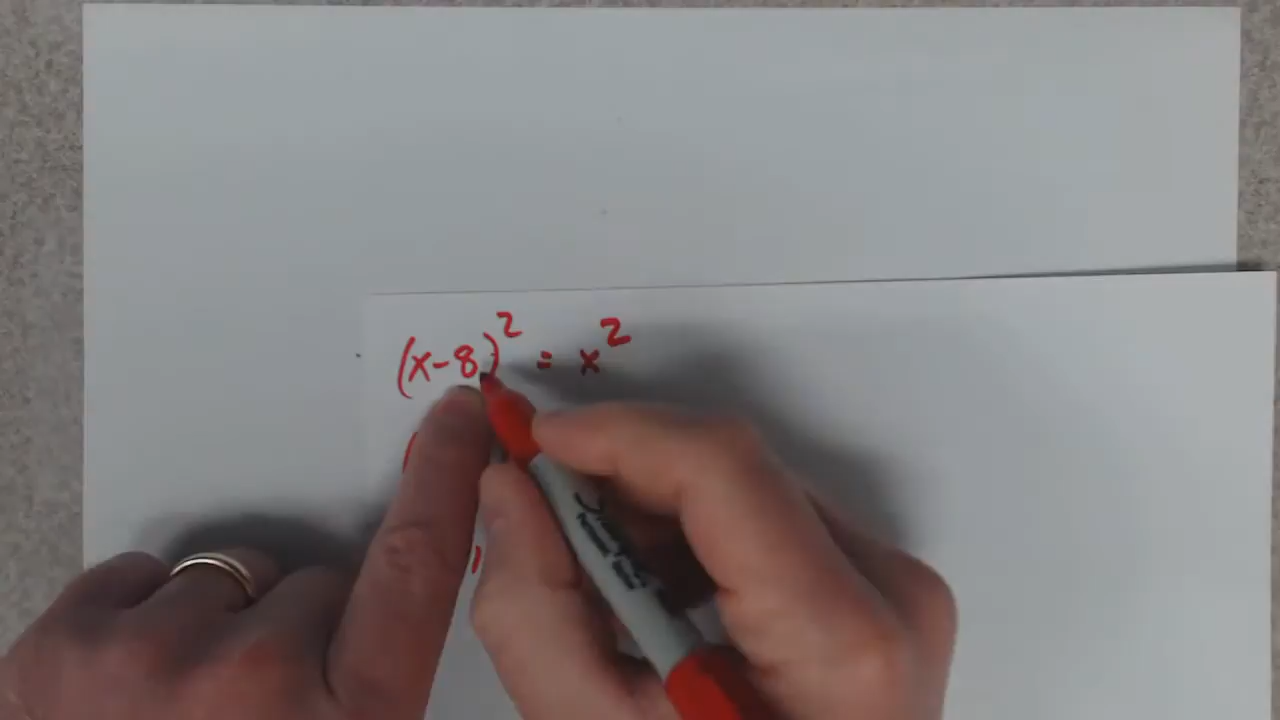 (x-8)² = x²
(